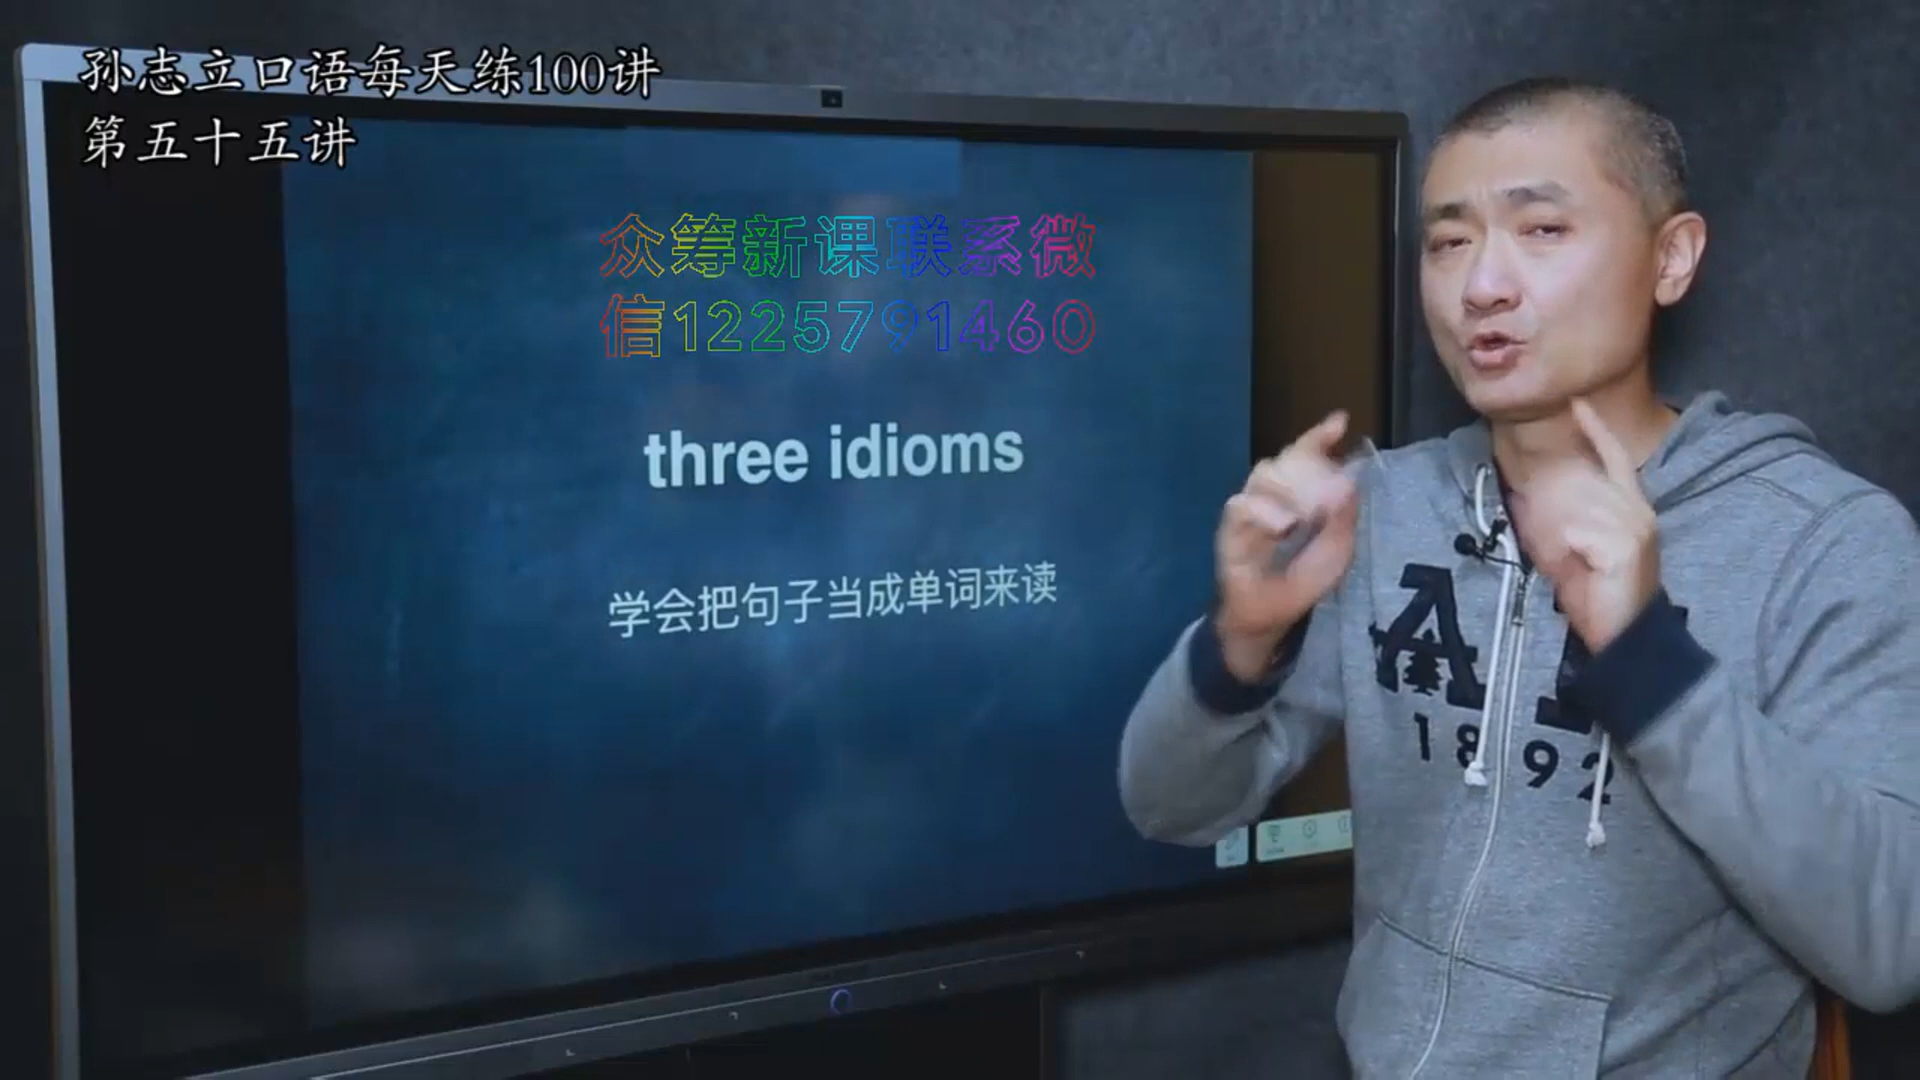 孙志立口语每天练100讲
第五十五讲
众筹新课联系微
信1225791460
three idioms
学会把句子当成单词来读
1892